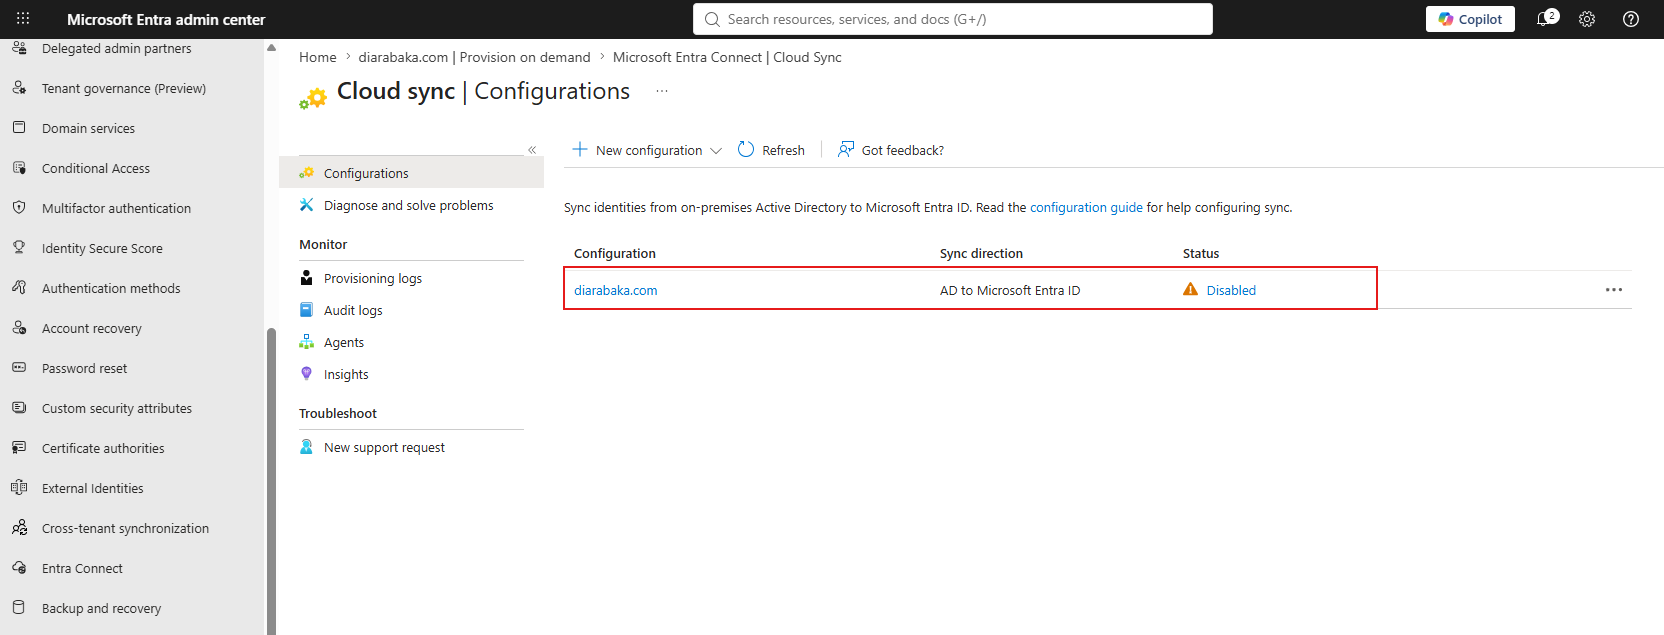 Microsoft Entra admin center
Search resources, services, and docs (G+/)
Copilot
2
Delegated admin partners
Tenant governance (Preview)
Domain services
Conditional Access
Multifactor authentication
Identity Secure Score
Authentication methods
Account recovery
Password reset
Custom security attributes
Certificate authorities
External Identities
Cross-tenant synchronization
Entra Connect
Backup and recovery
Home > diarabaka.com | Provision on demand > Microsoft Entra Connect | Cloud Sync
Cloud sync | Configurations ...
«
Configurations
Diagnose and solve problems
Monitor
Provisioning logs
Audit logs
Agents
Insights
Troubleshoot
New support request
New configuration
Refresh
Got feedback?
Sync identities from on-premises Active Directory to Microsoft Entra ID. Read the configuration guide for help configuring sync.
Configuration Sync direction Status
diarabaka.com AD to Microsoft Entra ID Disabled ...